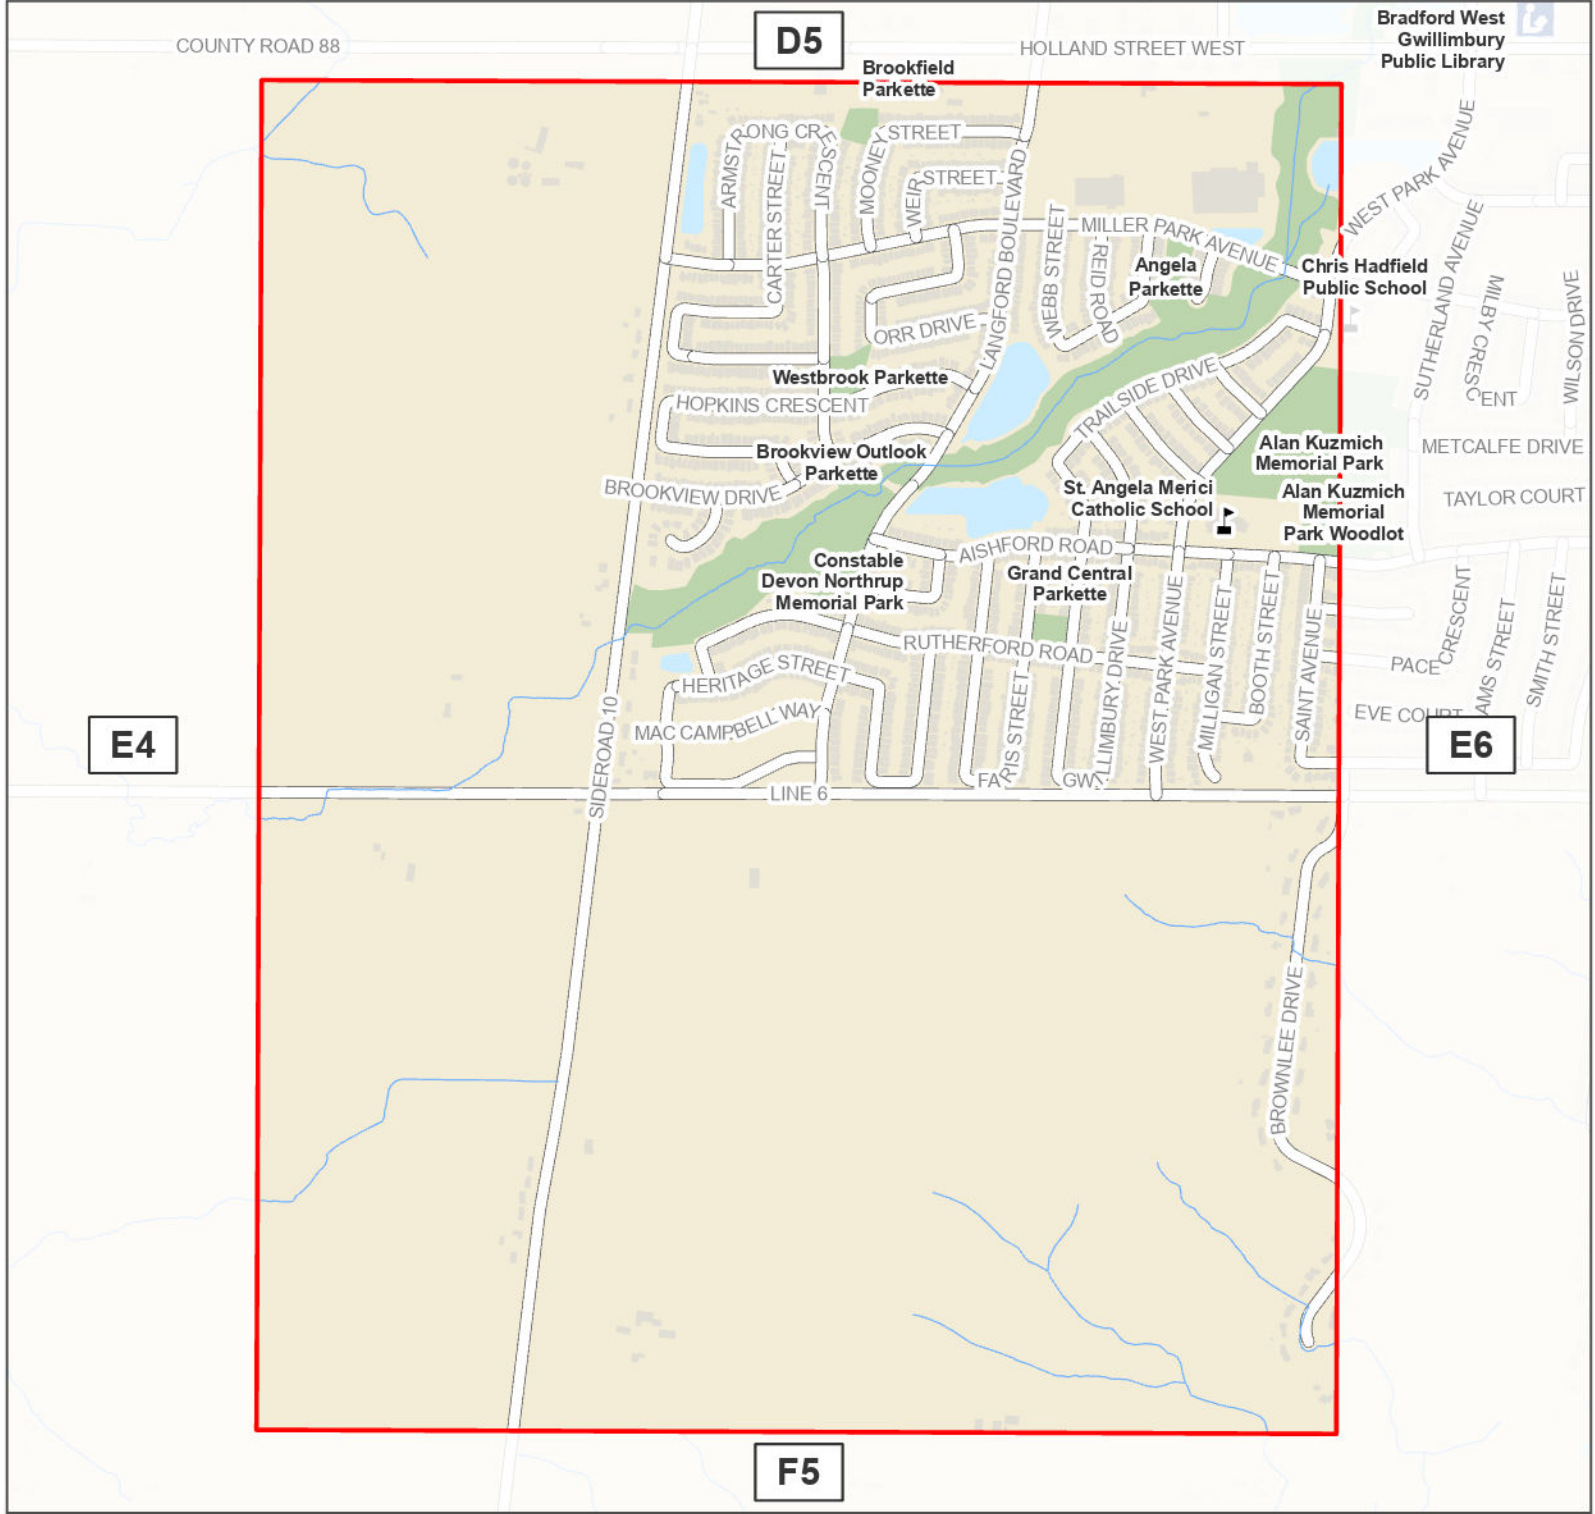 D5
COUNTY ROAD 88
HOLLAND STREET WEST
Bradford West
Gwillimbury
Public Library
Brookfield
Parkette
ARMSTRONG CRESCENT
CARTER STREET
MOONEY STREET
WEIR STREET
LANGFORD BOULEVARD
WEST PARK AVENUE
MILLER PARK AVENUE
WEBB STREET
REID ROAD
Angela
Parkette
Chris Hadfield
Public School
SUTHERLAND AVENUE
MILBY CRESCENT
WILSON DRIVE
ORR DRIVE
Westbrook Parkette
HOPKINS CRESCENT
TRAILSIDE DRIVE
Brookview Outlook
Parkette
BROOKVIEW DRIVE
Alan Kuzmich
Memorial Park
METCALFE DRIVE
St. Angela Merici
Catholic School
Alan Kuzmich
Memorial
Park Woodlot
TAYLOR COURT
AISHFORD ROAD
Constable
Devon Northrup
Memorial Park
Grand Central
Parkette
RUTHERFORD ROAD
HERITAGE STREET
MAC CAMPBELL WAY
FARIS STREET
GWILLIMBURY DRIVE
WEST PARK AVENUE
MILLIGAN STREET
BOOTH STREET
SAINT AVENUE
PACE CRESCENT
AMS STREET
SMITH STREET
EVE COURT
E4
E6
SIDEROAD 10
LINE 6
BROWNLEE DRIVE
F5